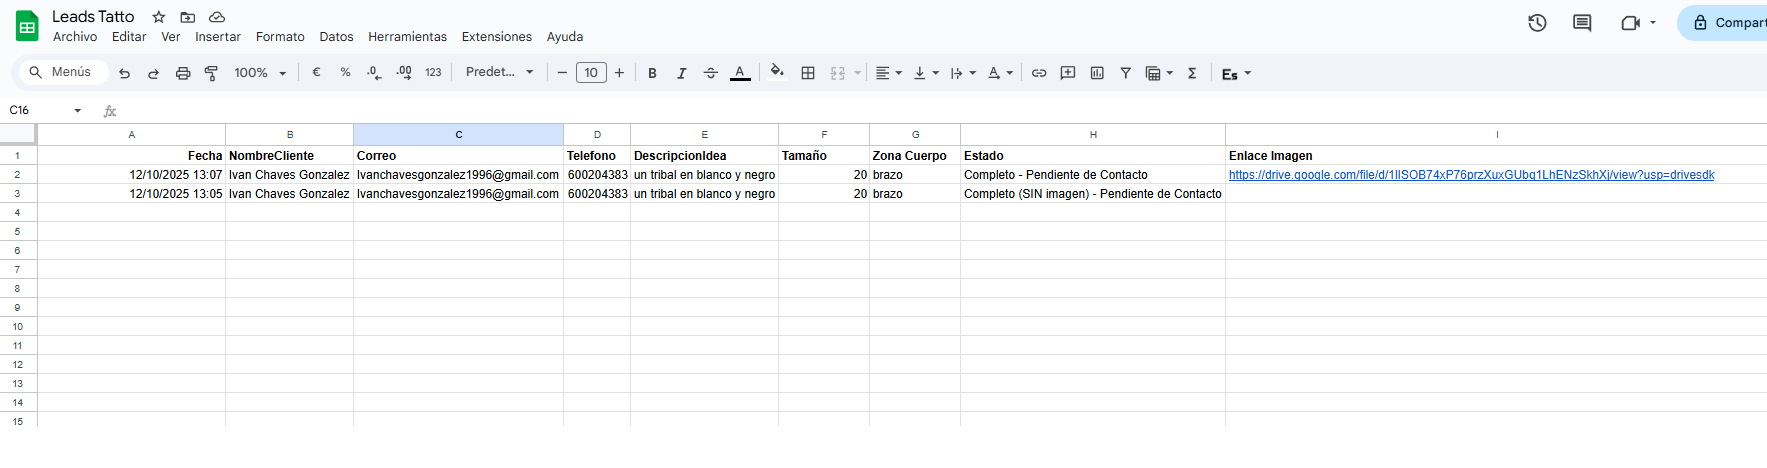 Leads Tatto
Archivo Editar Ver Insertar Formato Datos Herramientas Extensiones Ayuda
Compart
Menús 100% € % .0 .00 123 Predet... 10 B I S A Es
C16 fx
A B C D E F G H I
1 Fecha NombreCliente Correo Telefono DescripcionIdea Tamaño Zona Cuerpo Estado Enlace Imagen
2 12/10/2025 13:07 Ivan Chaves Gonzalez Ivanchavesgonzalez1996@gmail.com 600204383 un tribal en blanco y negro 20 brazo Completo - Pendiente de Contacto https://drive.google.com/file/d/1IlSOB74xP76przXuxGUbq1LhENzSkhXj/view?usp=drivesdk
3 12/10/2025 13:05 Ivan Chaves Gonzalez Ivanchavesgonzalez1996@gmail.com 600204383 un tribal en blanco y negro 20 brazo Completo (SIN imagen) - Pendiente de Contacto
4
5
6
7
8
9
10
11
12
13
14
15